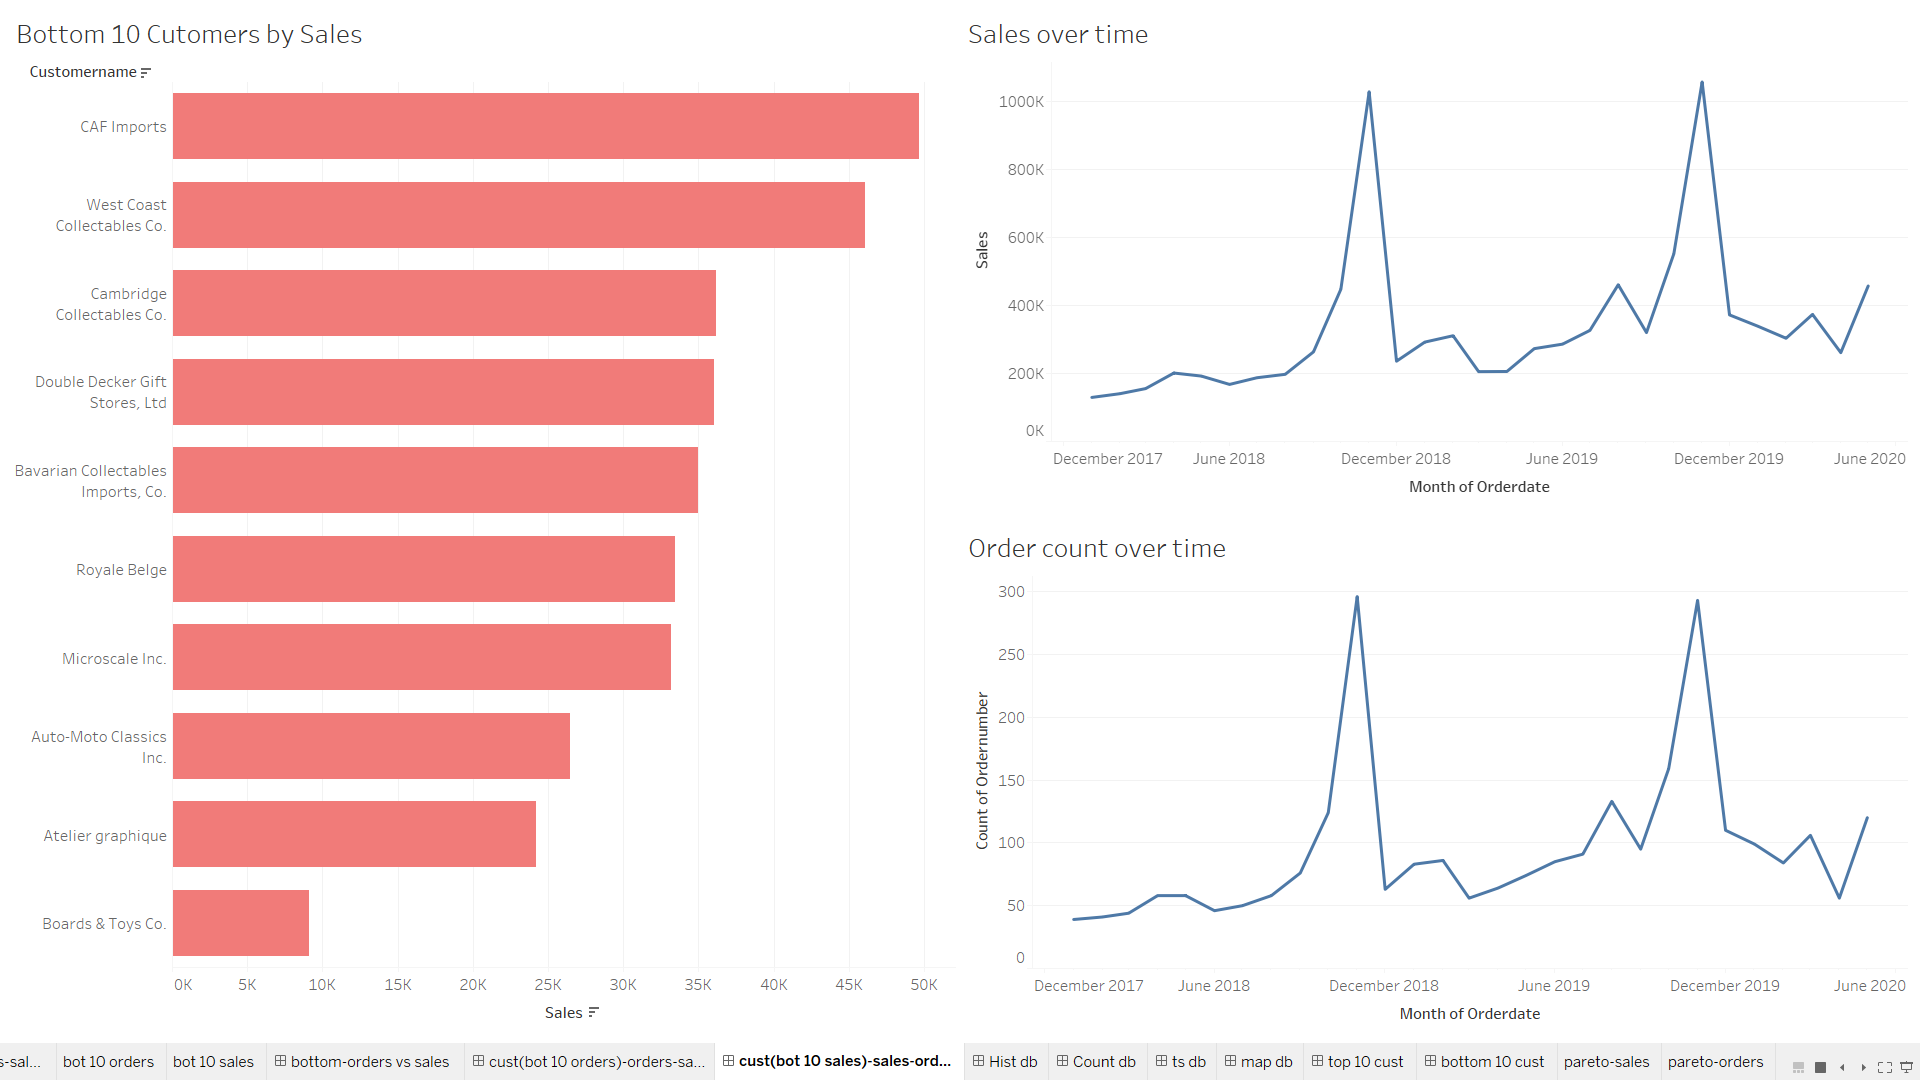 Bottom 10 Cutomers by Sales
Customername
CAF Imports
West Coast
Collectables Co.
Cambridge
Collectables Co.
Double Decker Gift
Stores, Ltd
Bavarian Collectables
Imports, Co.
Royale Belge
Microscale Inc.
Auto-Moto Classics
Inc.
Atelier graphique
Boards & Toys Co.
0K 5K 10K 15K 20K 25K 30K 35K 40K 45K 50K
Sales
Sales over time
1000K
800K
600K
400K
200K
0K
Sales
December 2017 June 2018 December 2018 June 2019 December 2019 June 2020
Month of Orderdate
Order count over time
300
250
200
150
100
50
0
Count of Ordernumber
December 2017 June 2018 December 2018 June 2019 December 2019 June 2020
Month of Orderdate
s-sal... bot 10 orders bot 10 sales bottom-orders vs sales cust(bot 10 orders)-orders-sa... cust(bot 10 sales)-sales-ord... Hist db Count db ts db map db top 10 cust bottom 10 cust pareto-sales pareto-orders